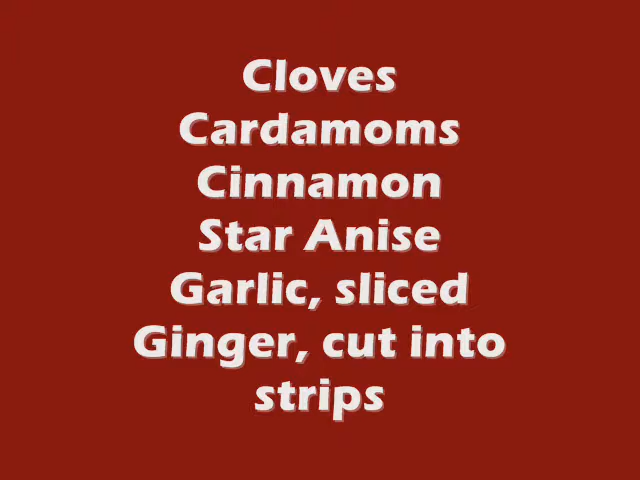 Cloves
Cardamoms
Cinnamon
Star Anise
Garlic, sliced
Ginger, cut into
strips